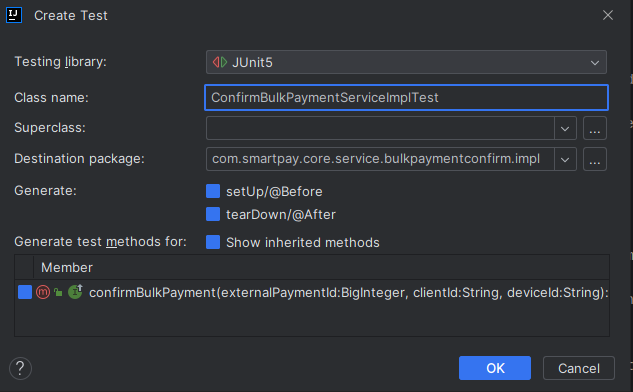 IJ Create Test
Testing library: JUnit5
Class name: ConfirmBulkPaymentServiceImplTest
Superclass: ...
Destination package: com.smartpay.core.service.bulkpaymentconfirm.impl ...
Generate: setUp/@Before
tearDown/@After
Generate test methods for: Show inherited methods
Member
m I confirmBulkPayment(externalPaymentId:BigInteger, clientId:String, deviceId:String):
? OK Cancel